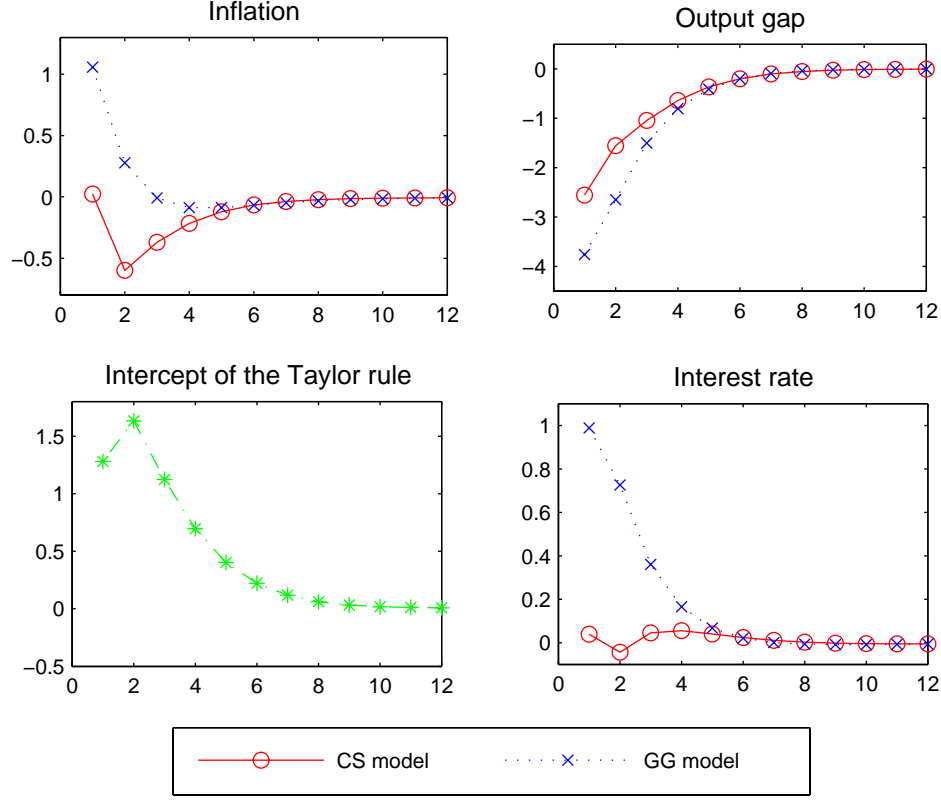 Inflation
1
0.5
0
−0.5
0 2 4 6 8 10 12
Output gap
0
−1
−2
−3
−4
0 2 4 6 8 10 12
Intercept of the Taylor rule
1.5
1
0.5
0
−0.5
0 2 4 6 8 10 12
Interest rate
1
0.8
0.6
0.4
0.2
0
0 2 4 6 8 10 12
CS model GG model